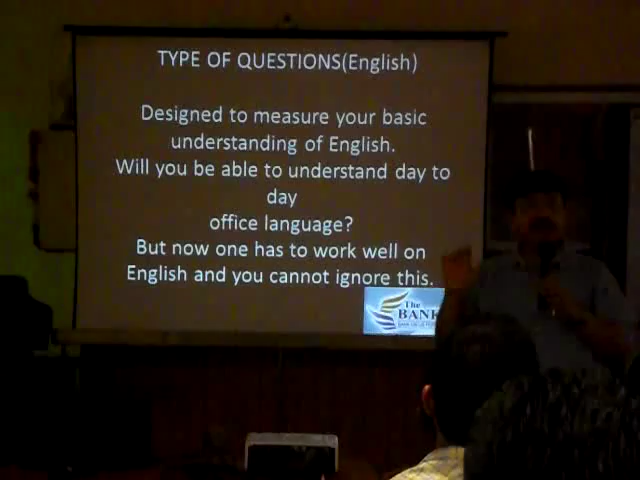 TYPE OF QUESTIONS(English)
Designed to measure your basic
understanding of English.
Will you be able to understand day to
day
office language?
But now one has to work well on
English and you cannot ignore this.
The
BANK